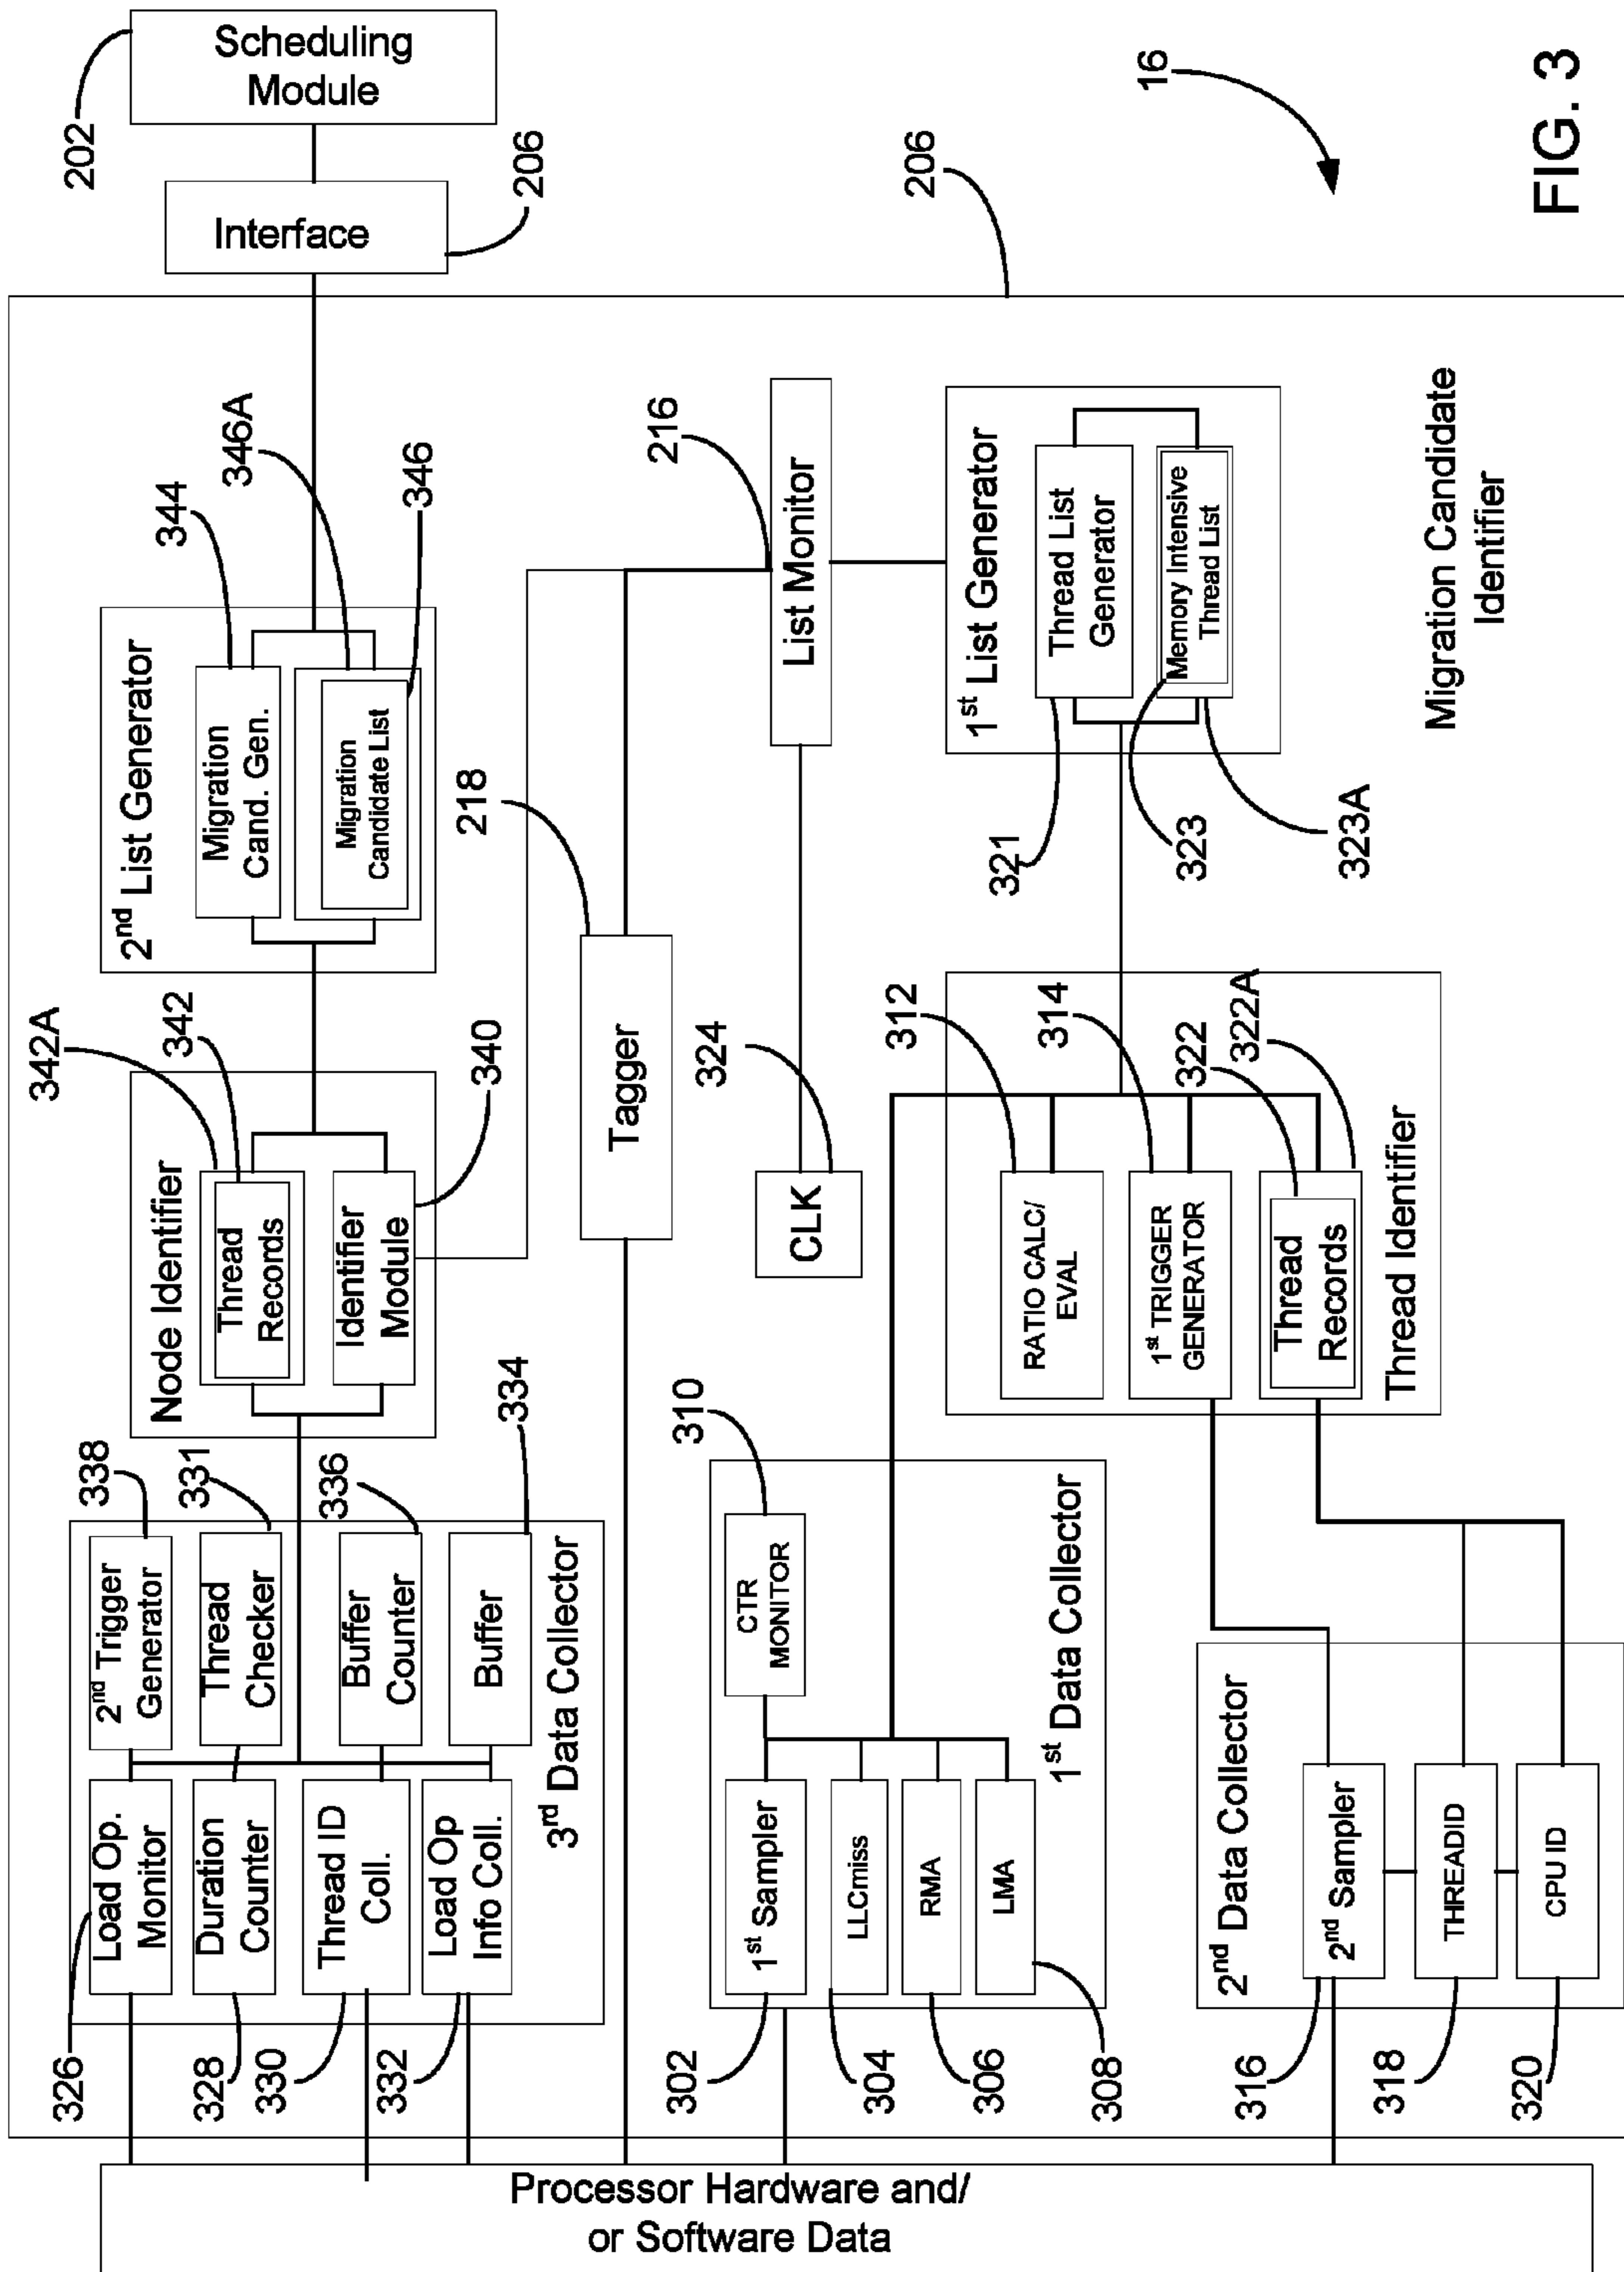 Scheduling
Module
202
Interface
206
206
16
FIG. 3
2nd List Generator
Migration
Cand. Gen.
344
Migration
Candidate List
346A
346
Node Identifier
342A
Thread
Records
342
Identifier
Module
340
3rd Data Collector
Load Op.
Monitor
326
2nd Trigger
Generator
338
Duration
Counter
328
Thread
Checker
331
Thread ID
Coll.
330
Buffer
Counter
336
Load Op
Info Coll.
332
Buffer
334
Tagger
218
List Monitor
216
CLK
324
1st List Generator
Thread List
Generator
321
Memory Intensive
Thread List
323
323A
Migration Candidate
Identifier
1st Data Collector
1st Sampler
302
LLCmiss
304
RMA
306
LMA
308
CTR
MONITOR
310
Thread Identifier
RATIO CALC/
EVAL
312
1st TRIGGER
GENERATOR
314
Thread
Records
322
322A
2nd Data Collector
2nd Sampler
316
THREADID
318
CPU ID
320
Processor Hardware and/
or Software Data